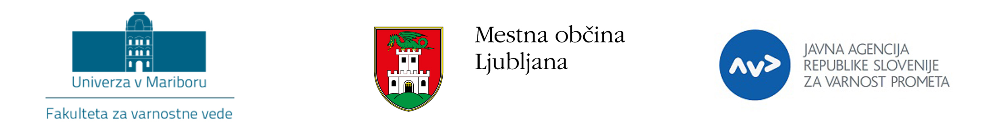 Univerza v Mariboru
Fakulteta za varnostne vede
Mestna občina
Ljubljana
JAVNA AGENCIJA
REPUBLIKE SLOVENIJE
ZA VARNOST PROMETA